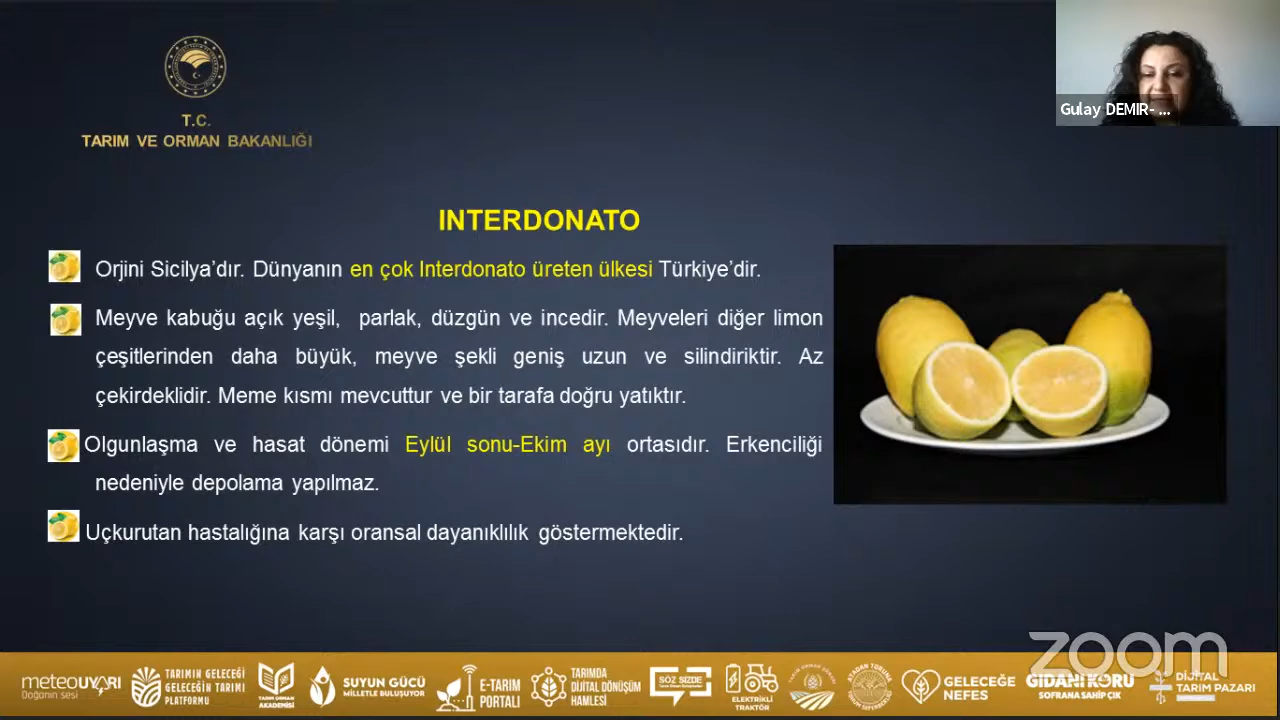 Gulay DEMIR- ...
T.C.
TARIM VE ORMAN BAKANLIĞI
INTERDONATO
Orjini Sicilya’dır. Dünyanın en çok Interdonato üreten ülkesi Türkiye’dir.
Meyve kabuğu açık yeşil, parlak, düzgün ve incedir. Meyveleri diğer limon
çeşitlerinden daha büyük, meyve şekli geniş uzun ve silindiriktir. Az
çekirdeklidir. Meme kısmı mevcuttur ve bir tarafa doğru yatıktır.
Olgunlaşma ve hasat dönemi Eylül sonu-Ekim ayı ortasıdır. Erkenciliği
nedeniyle depolama yapılmaz.
Uçkurutan hastalığına karşı oransal dayanıklılık göstermektedir.
zoom
meteoUYARI
Doğanın sesi
TARIMIN GELECEĞİ
GELECEĞİN TARIMI
PLATFORMU
TARIM ORMAN
AKADEMİSİ
SUYUN GÜCÜ
MİLLETLE BULUŞUYOR
E-TARIM
PORTALI
TARIMDA
DİJİTAL DÖNÜŞÜM
HAMLESİ
SÖZ SİZDE
ELEKTRİKLİ
TRAKTÖR
GELECEĞE
NEFES
GIDANI KORU
SOFRANA SAHİP ÇIK
DİJİTAL
TARIM PAZARI